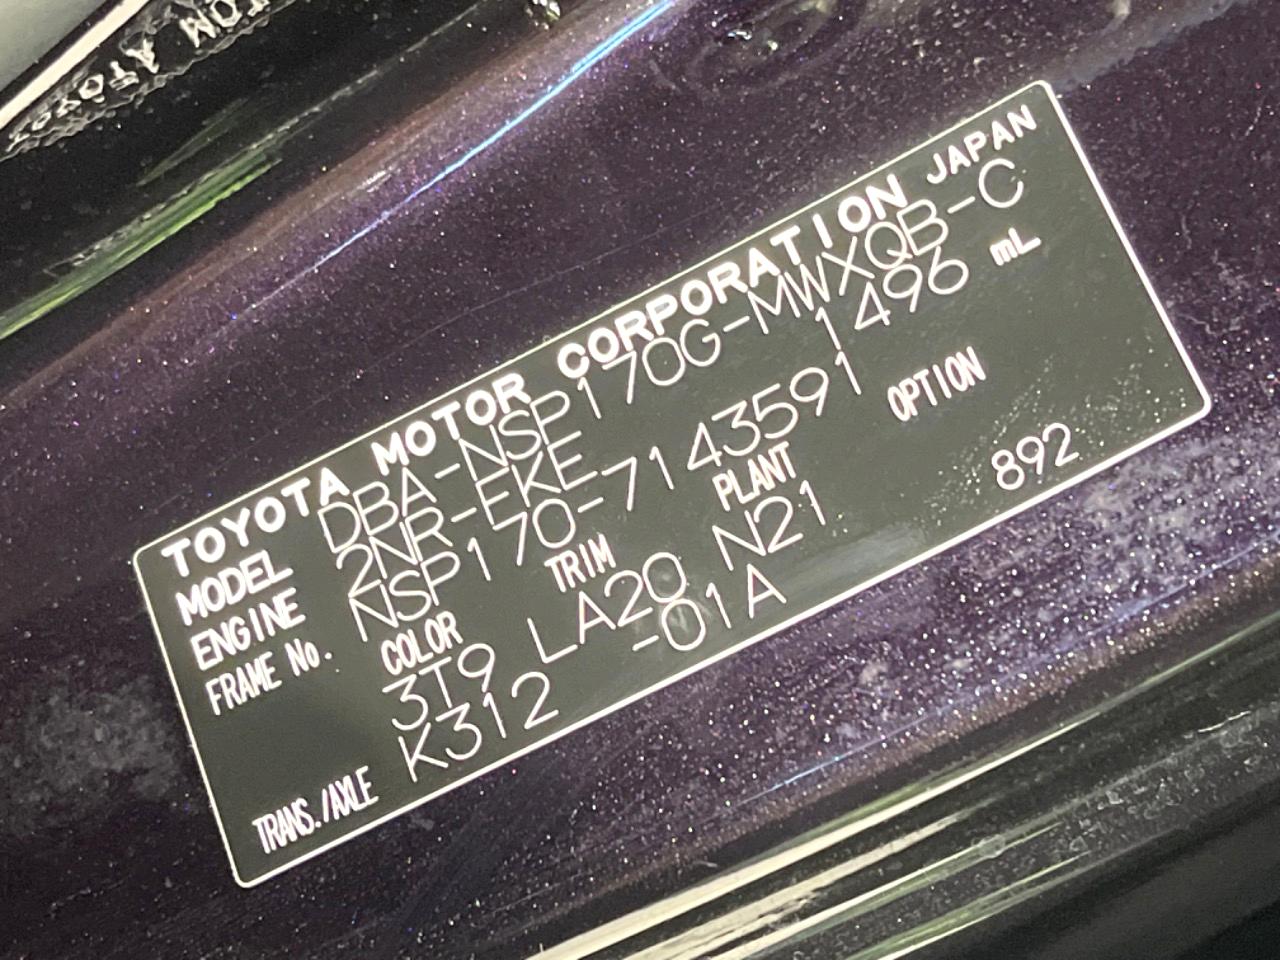 TOYOTA MOTOR CORPORATION JAPAN
MODEL DBA-NSP170G-MWXQB-C
ENGINE 2NR-EKE 1496 mL
FRAME No. NSP170-7143591
COLOR TRIM PLANT OPTION
3T9 LA20 N21 892
TRANS./AXLE K312 -01A